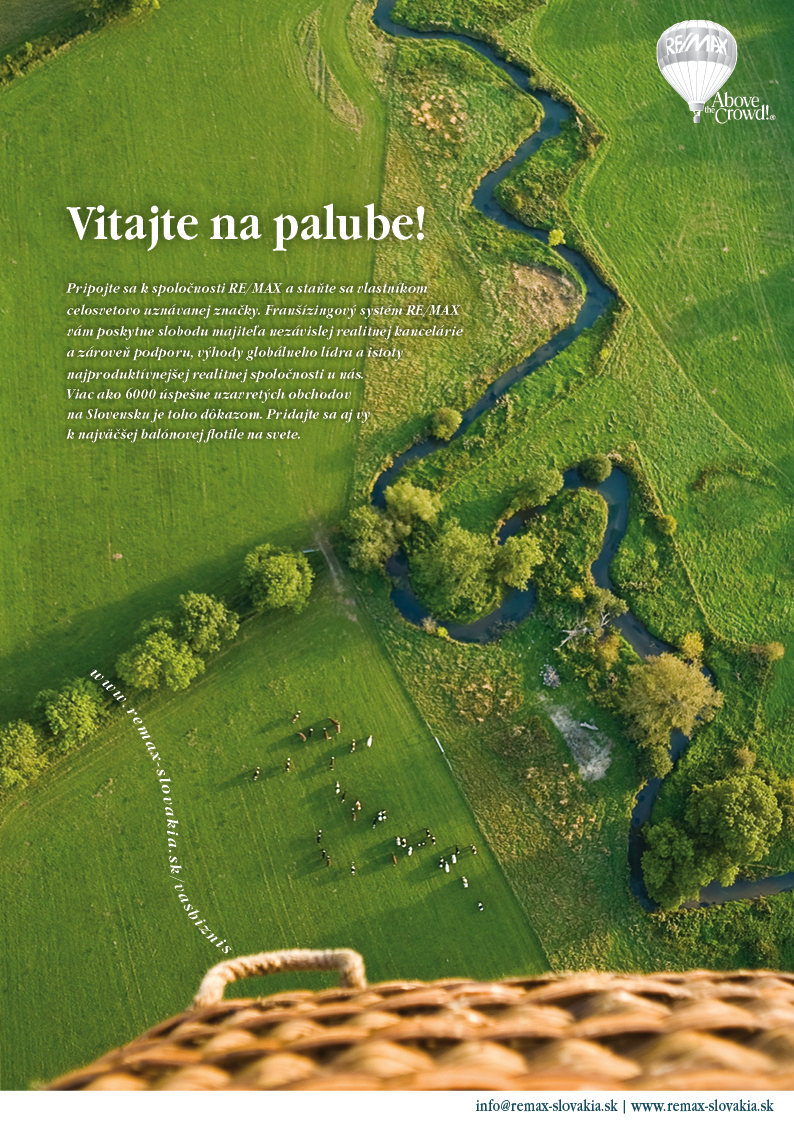 RE/MAX
Above
the
Crowd!®
Vitajte na palube!
Pripojte sa k spoločnosti RE/MAX a staňte sa vlastníkom
celosvetovo uznávanej značky. Franšízingový systém RE/MAX
vám poskytne slobodu majiteľa nezávislej realitnej kancelárie
a zároveň podporu, výhody globálneho lídra a istoty
najproduktívnejšej realitnej spoločnosti u nás.
Viac ako 6000 úspešne uzavretých obchodov
na Slovensku je toho dôkazom. Pridajte sa aj vy
k najväčšej balónovej flotile na svete.
www.remax-slovakia.sk/vasbiznis
info@remax-slovakia.sk | www.remax-slovakia.sk